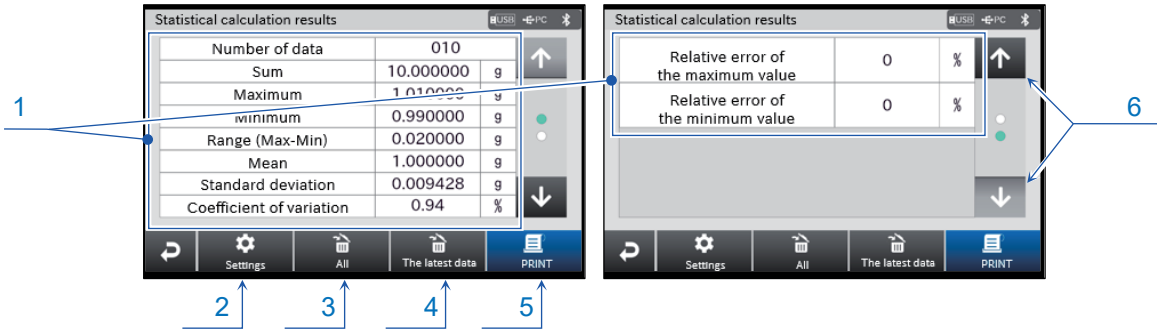 Statistical calculation results
USB PC
Number of data 010
Sum 10.000000 g
Maximum 1.010000 g
Minimum 0.990000 g
Range (Max-Min) 0.020000 g
Mean 1.000000 g
Standard deviation 0.009428 g
Coefficient of variation 0.94 %
Settings
All
The latest data
PRINT
Statistical calculation results
USB PC
Relative error of
the maximum value
0 %
Relative error of
the minimum value
0 %
Settings
All
The latest data
PRINT
1
6
2
3
4
5